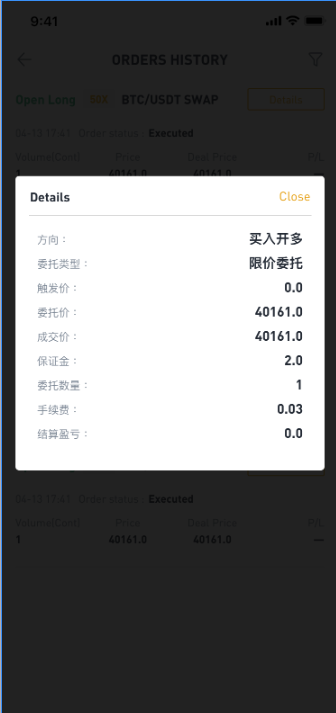 9:41
ORDERS HISTORY
Open Long 50X BTC/USDT SWAP Details
04-13 17:41 Order status : Executed
Volume(Cont) Price Deal Price P/L
1 40161.0 40161.0 —
Details Close
方向： 买入开多
委托类型： 限价委托
触发价： 0.0
委托价： 40161.0
成交价： 40161.0
保证金： 2.0
委托数量： 1
手续费： 0.03
结算盈亏： 0.0
04-13 17:41 Order status : Executed
Volume(Cont) Price Deal Price P/L
1 40161.0 40161.0 —